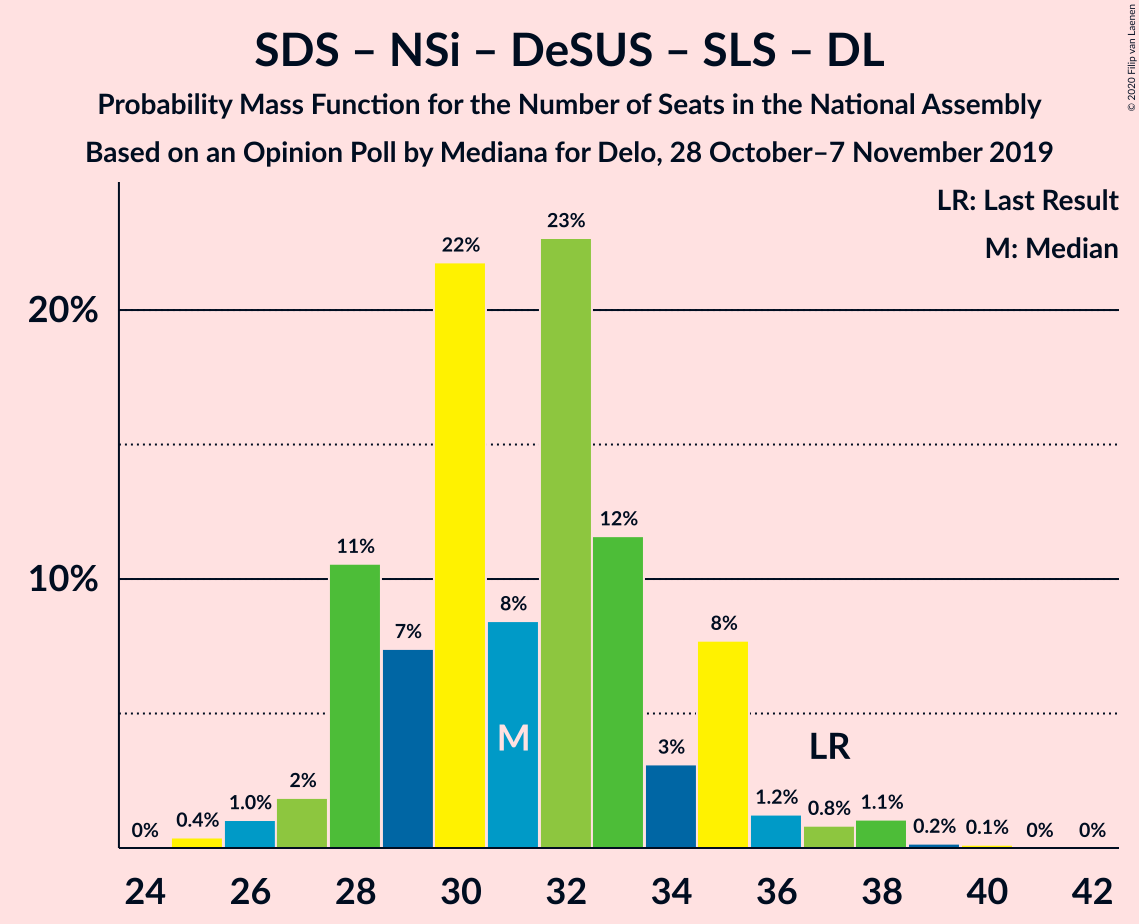 SDS – NSi – DeSUS – SLS – DL
Probability Mass Function for the Number of Seats in the National Assembly
Based on an Opinion Poll by Mediana for Delo, 28 October–7 November 2019
© 2020 Filip van Laenen
LR: Last Result
M: Median
20%
10%
0%
0.4%
1.0%
2%
11%
7%
22%
8%
23%
12%
3%
8%
1.2%
0.8%
1.1%
0.2%
0.1%
0%
0%
M
LR
24 26 28 30 32 34 36 38 40 42